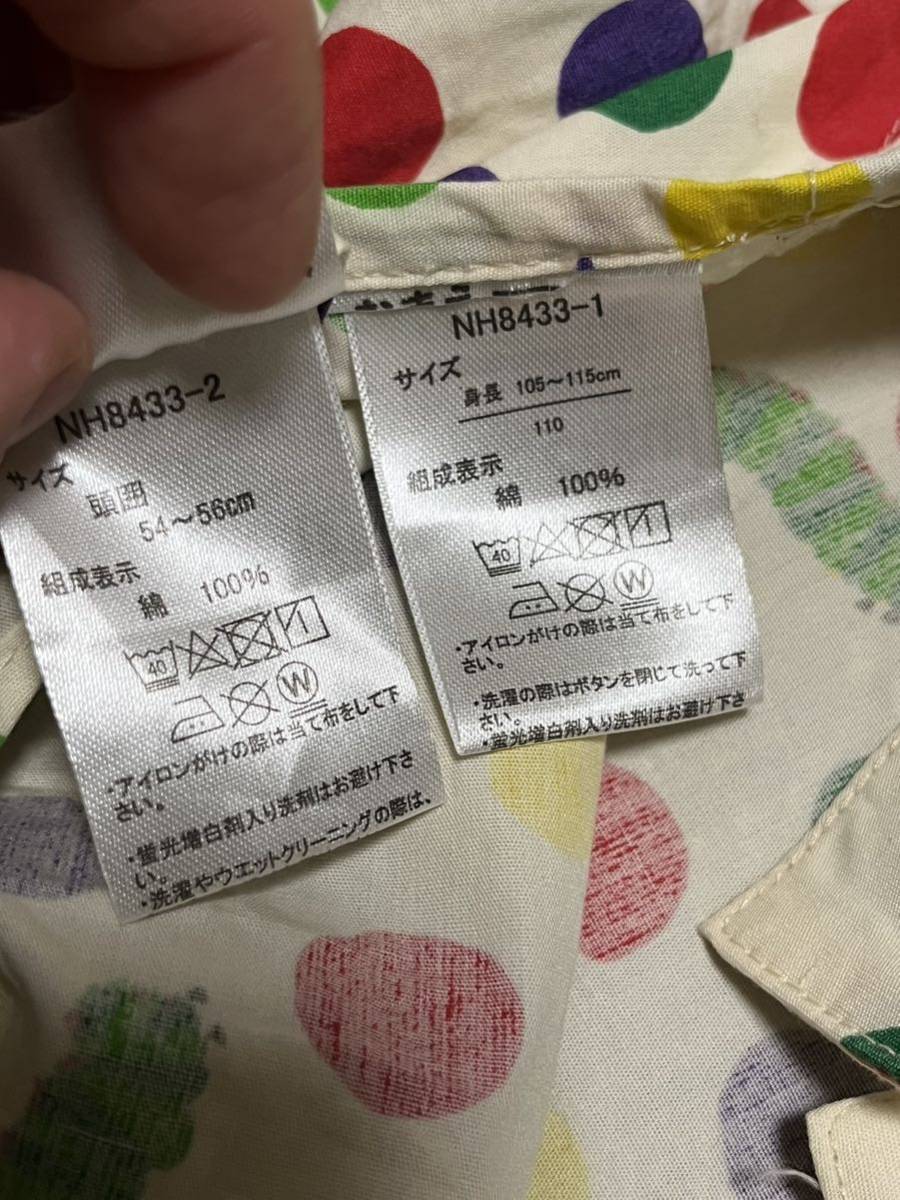 NH8433-2
サイズ
頭囲
54～56cm
組成表示
綿 100%
40
W
・アイロンがけの際は当て布をして下
さい。
・蛍光増白剤入り洗剤はお避け下さ
い。
・洗濯やウエットクリーニングの際は、
NH8433-1
サイズ
身長 105～115cm
110
組成表示
綿 100%
40
W
・アイロンがけの際は当て布をして下
さい。
・洗濯の際はボタンを閉じて洗って下
さい。
・蛍光増白剤入り洗剤はお避け下さ